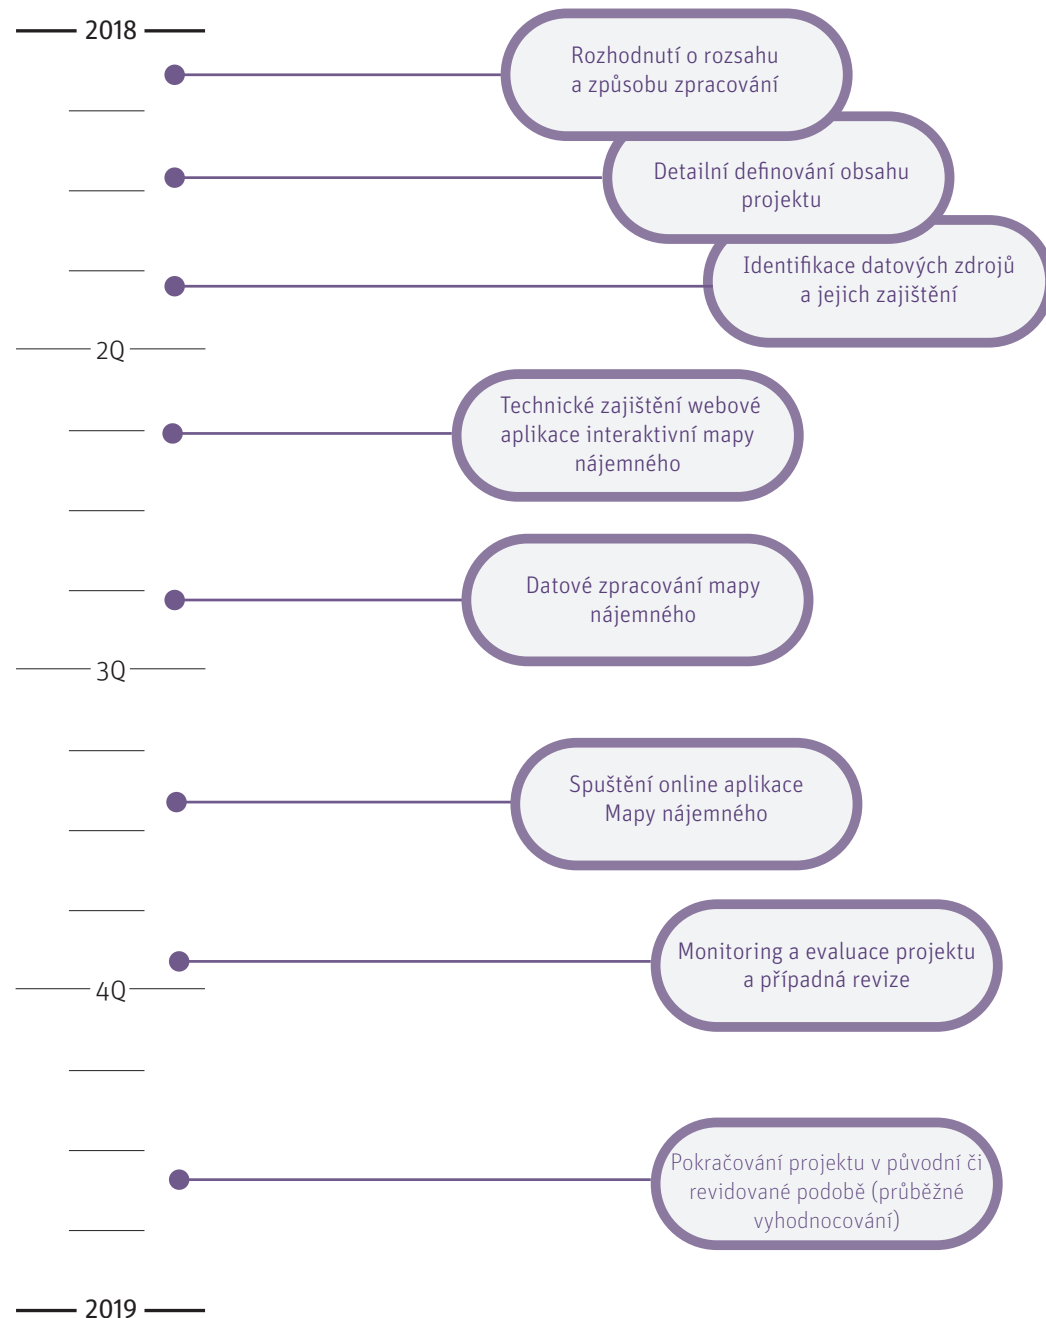 2018
Rozhodnutí o rozsahu
a způsobu zpracování
Detailní definování obsahu
projektu
Identifikace datových zdrojů
a jejich zajištění
2Q
Technické zajištění webové
aplikace interaktivní mapy
nájemného
Datové zpracování mapy
nájemného
3Q
Spuštění online aplikace
Mapy nájemného
Monitoring a evaluace projektu
a případná revize
4Q
Pokračování projektu v původní či
revidované podobě (průběžné
vyhodnocování)
2019